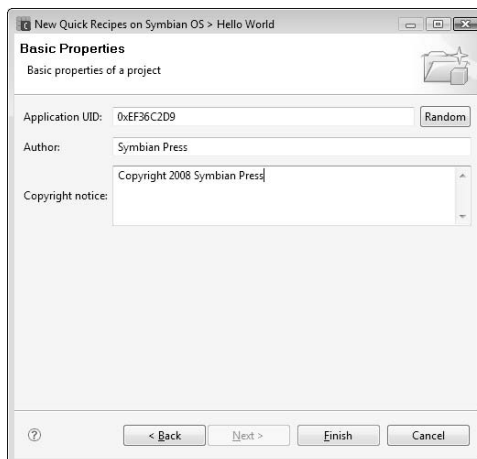 New Quick Recipes on Symbian OS > Hello World
Basic Properties
Basic properties of a project
Application UID: 0xEF36C2D9 Random
Author: Symbian Press
Copyright notice: Copyright 2008 Symbian Press
< Back Next > Finish Cancel